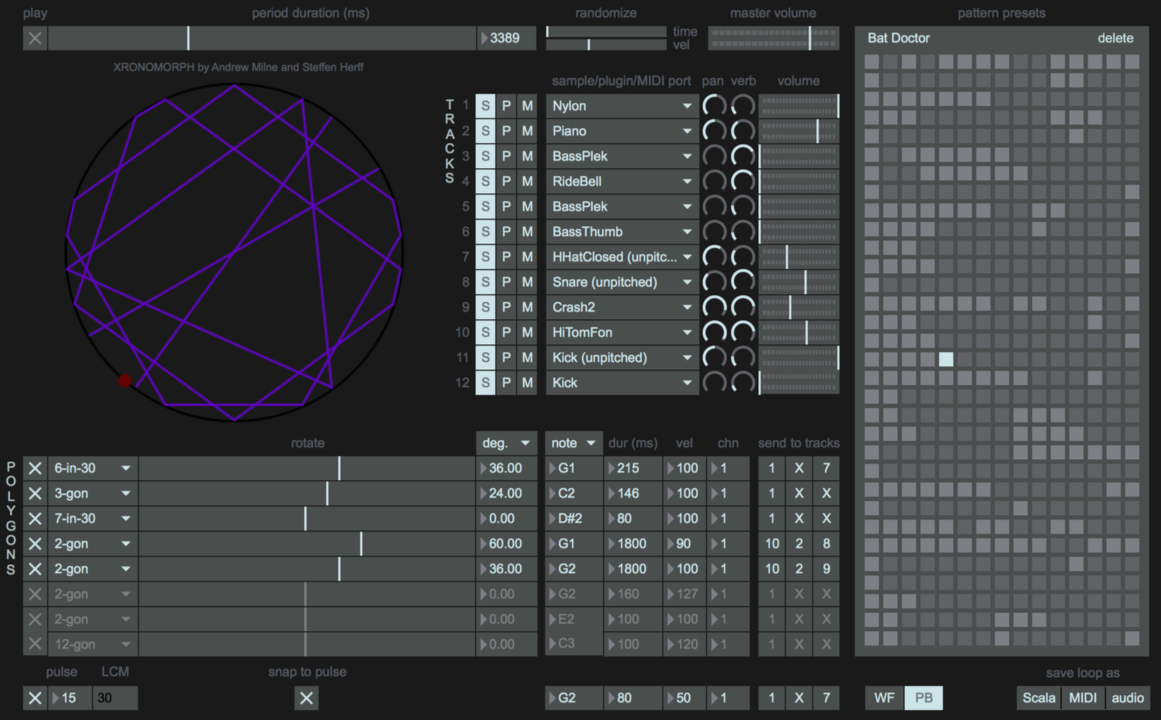 play period duration (ms) randomize master volume pattern presets
X 3389 time vel Bat Doctor delete
XRONOMORPH by Andrew Milne and Steffen Herff
sample/plugin/MIDI port pan verb volume
TRACKS
1 S P M Nylon
2 S P M Piano
3 S P M BassPlek
4 S P M RideBell
5 S P M BassPlek
6 S P M BassThumb
7 S P M HHatClosed (unpitc...
8 S P M Snare (unpitched)
9 S P M Crash2
10 S P M HiTomFon
11 S P M Kick (unpitched)
12 S P M Kick
rotate deg. note dur (ms) vel chn send to tracks
POLYGONS
X 6-in-30 36.00 G1 215 100 1 1 X 7
X 3-gon 24.00 C2 146 100 1 1 X X
X 7-in-30 0.00 D#2 80 100 1 1 X X
X 2-gon 60.00 G1 1800 90 1 10 2 8
X 2-gon 36.00 G2 1800 100 1 10 2 9
X 2-gon 0.00 G2 160 127 1 1 X X
X 2-gon 0.00 E2 100 100 1 1 X X
X 12-gon 0.00 C3 100 120 1 1 X X
pulse LCM snap to pulse save loop as
X 15 30 X G2 80 50 1 1 X 7 WF PB Scala MIDI audio